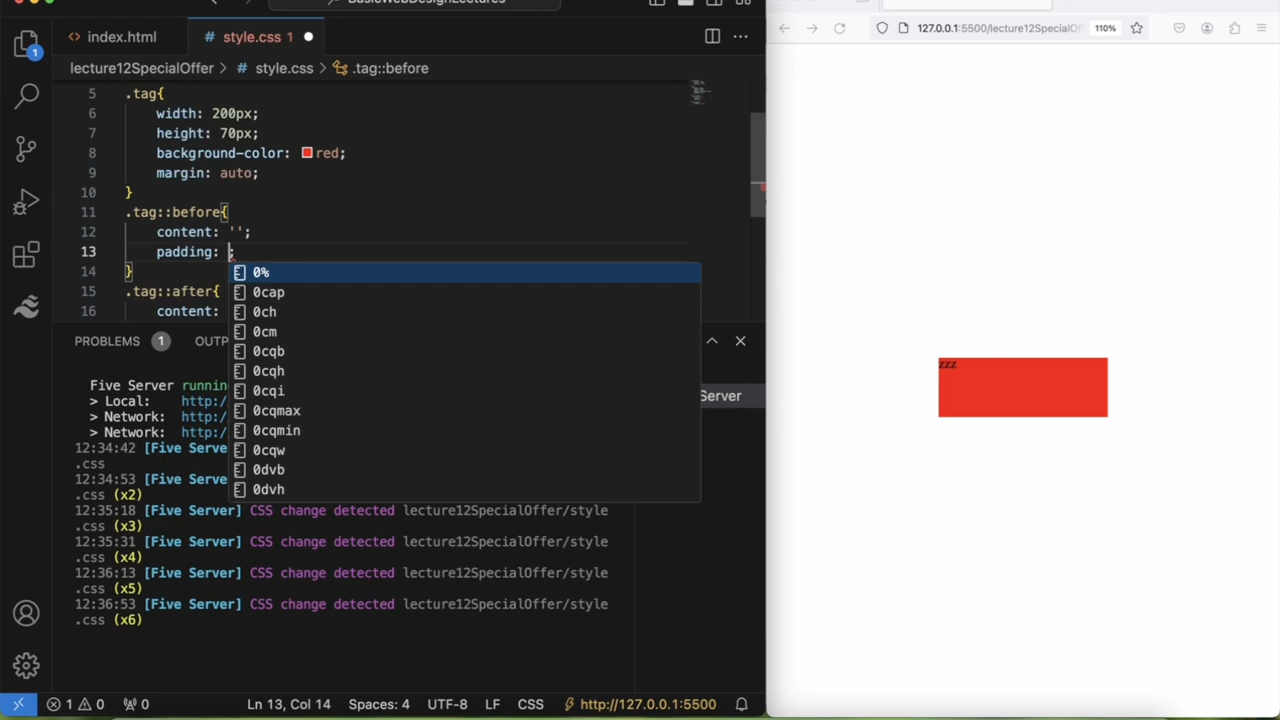 BasicWebDesignLectures
index.html
style.css 1
lecture12SpecialOffer > style.css > .tag::before
5 .tag{
6 width: 200px;
7 height: 70px;
8 background-color: red;
9 margin: auto;
10 }
11 .tag::before{
12 content: '';
13 padding: ;
14 }
15 .tag::after{
16 content:
0%
0cap
0ch
0cm
0cqb
0cqh
0cqi
0cqmax
0cqmin
0cqw
0dvb
0dvh
PROBLEMS 1 OUTP
Five Server running
> Local: http:/
> Network: http:/
> Network: http:/
Server
12:34:42 [Five Serve
.css
12:34:53 [Five Serve
.css (x2)
12:35:18 [Five Server] CSS change detected lecture12SpecialOffer/style
.css (x3)
12:35:31 [Five Server] CSS change detected lecture12SpecialOffer/style
.css (x4)
12:36:13 [Five Server] CSS change detected lecture12SpecialOffer/style
.css (x5)
12:36:53 [Five Server] CSS change detected lecture12SpecialOffer/style
.css (x6)
1
1 0 0 Ln 13, Col 14 Spaces: 4 UTF-8 LF CSS http://127.0.0.1:5500
127.0.0.1:5500/lecture12SpecialOf 110%
zzz